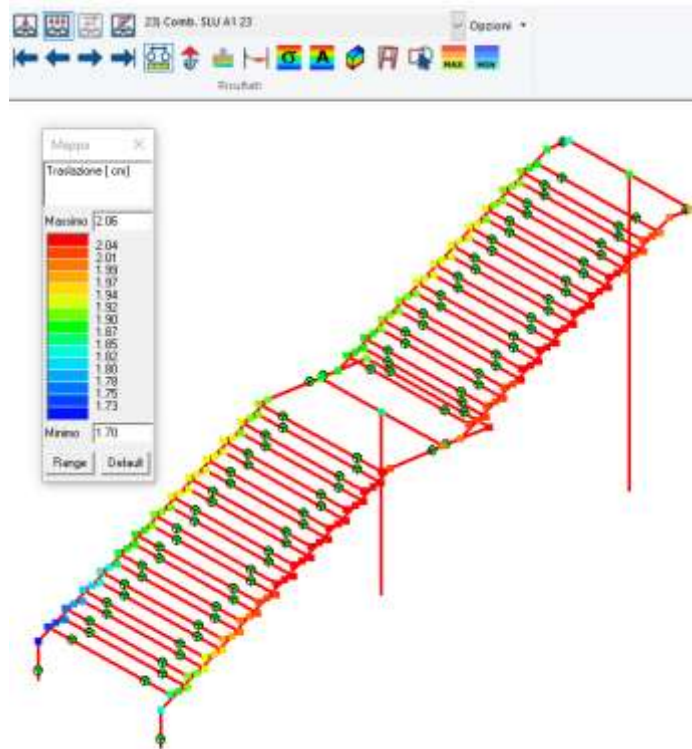 23) Comb. SLU A1 23
Opzioni
σ
A
MAX
MIN
Risultati
Mappa
Traslazione [ cm]
Massimo 2.06
2.04
2.01
1.99
1.97
1.94
1.92
1.90
1.87
1.85
1.82
1.80
1.78
1.75
1.73
Minimo 1.70
Range Default